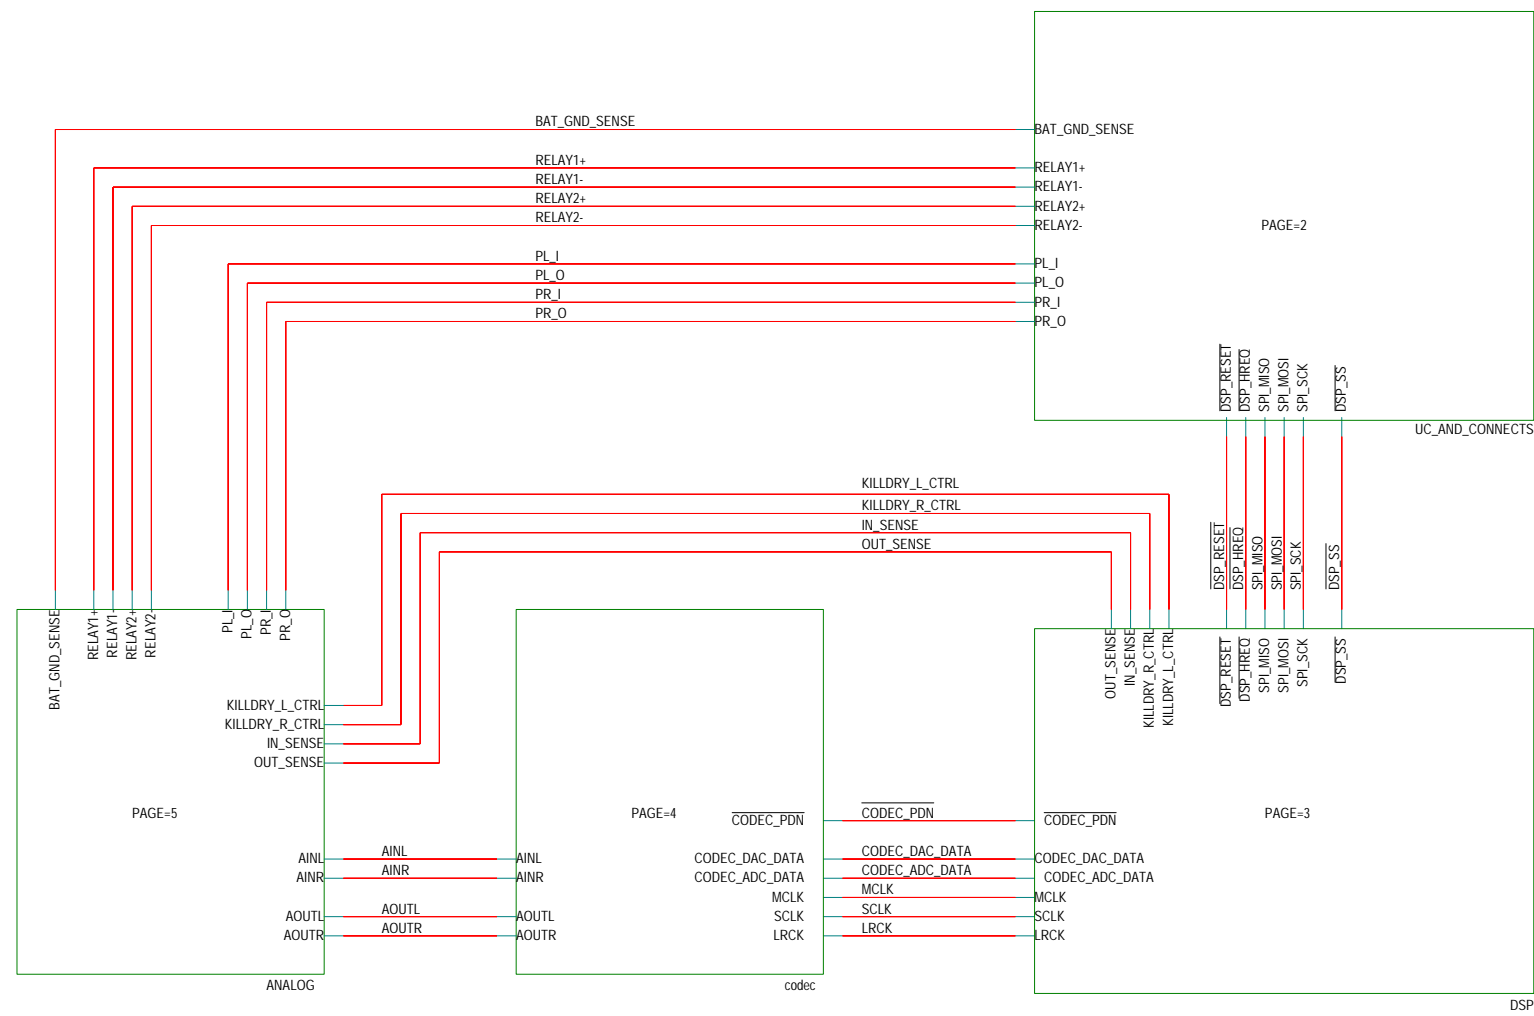 BAT_GND_SENSE
BAT_GND_SENSE
RELAY1+
RELAY1+
RELAY1-
RELAY1-
RELAY2+
RELAY2+
RELAY2-
RELAY2-
PAGE=2
PL_I
PL_I
PL_O
PL_O
PR_I
PR_I
PR_O
PR_O
DSP_RESET
DSP_HREQ
SPI_MISO
SPI_MOSI
SPI_SCK
DSP_SS
UC_AND_CONNECTS
KILLDRY_L_CTRL
KILLDRY_R_CTRL
IN_SENSE
OUT_SENSE
DSP_RESET
DSP_HREQ
SPI_MISO
SPI_MOSI
SPI_SCK
DSP_SS
BAT_GND_SENSE
RELAY1+
RELAY1-
RELAY2+
RELAY2-
PL_I
PL_O
PR_I
PR_O
OUT_SENSE
IN_SENSE
KILLDRY_R_CTRL
KILLDRY_L_CTRL
DSP_RESET
DSP_HREQ
SPI_MISO
SPI_MOSI
SPI_SCK
DSP_SS
KILLDRY_L_CTRL
KILLDRY_R_CTRL
IN_SENSE
OUT_SENSE
PAGE=5
PAGE=4
PAGE=3
CODEC_PDN
CODEC_PDN
CODEC_PDN
AINL
AINL
AINL
CODEC_DAC_DATA
CODEC_DAC_DATA
CODEC_DAC_DATA
AINR
AINR
AINR
CODEC_ADC_DATA
CODEC_ADC_DATA
CODEC_ADC_DATA
MCLK
MCLK
MCLK
AOUTL
AOUTL
AOUTL
SCLK
SCLK
SCLK
AOUTR
AOUTR
AOUTR
LRCK
LRCK
LRCK
ANALOG
codec
DSP